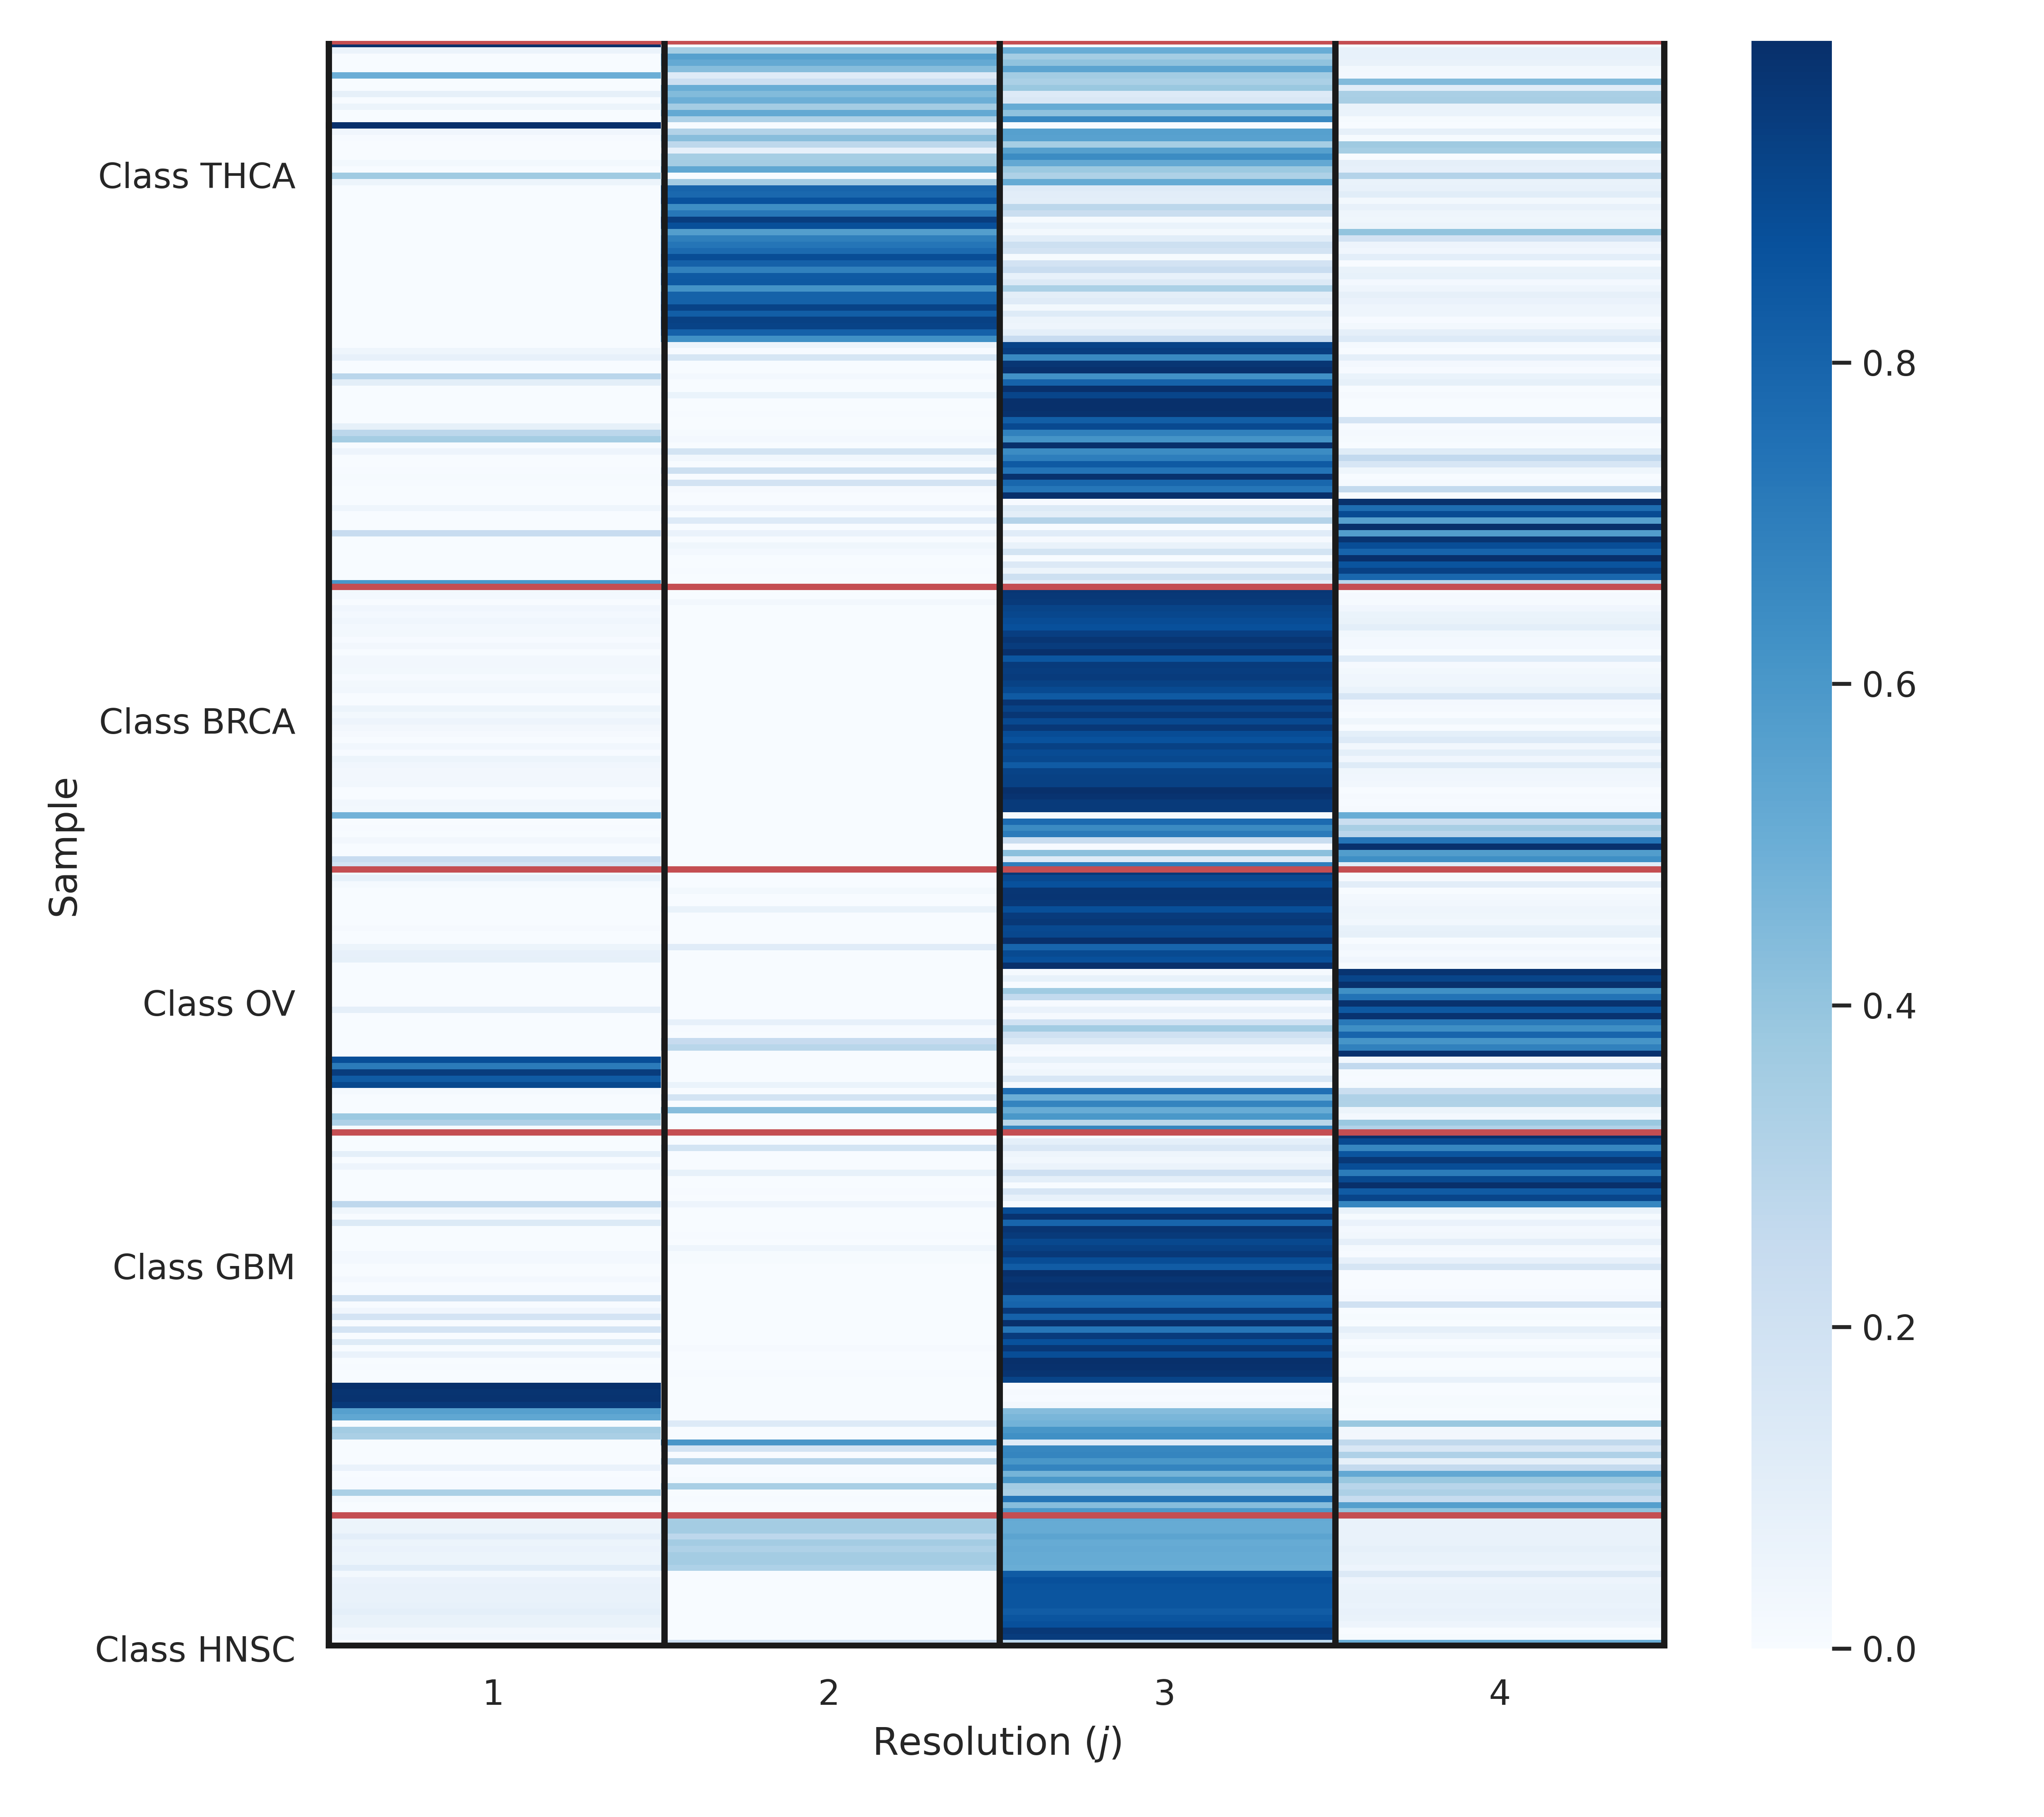 Class THCA
Class BRCA
Class OV
Class GBM
Class HNSC
Sample
1 2 3 4
Resolution (j)
0.8
0.6
0.4
0.2
0.0